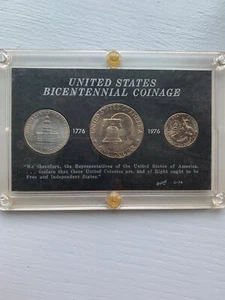 UNITED STATES
BICENTENNIAL COINAGE
1776
1976
"We therefore, the Representatives of the United States of America,
. . . declare that these United Colonies are, and of Right ought to be
Free and Independent States."